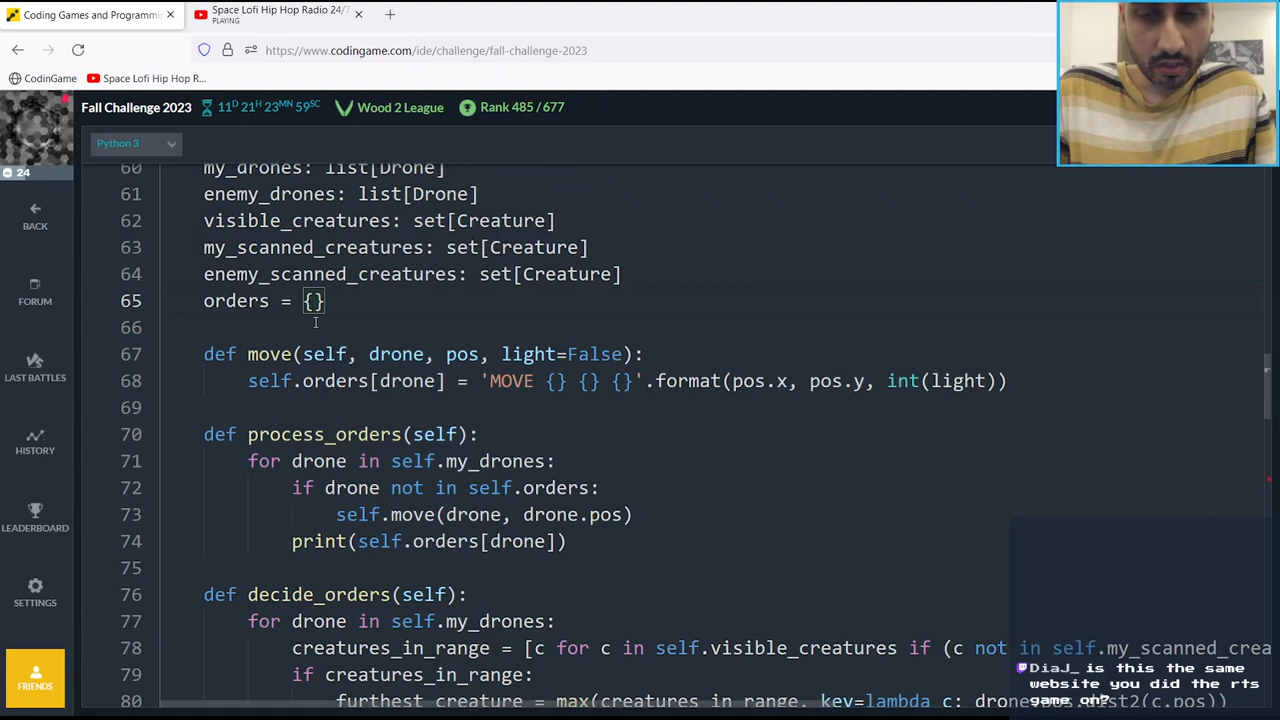 Coding Games and Programmi
Space Lofi Hip Hop Radio 24/7
PLAYING
https://www.codingame.com/ide/challenge/fall-challenge-2023
CodinGame
Space Lofi Hip Hop R...
Fall Challenge 2023
11D 21H 23MN 59SC
Wood 2 League
Rank 485 / 677
Python 3
24
BACK
FORUM
LAST BATTLES
HISTORY
LEADERBOARD
SETTINGS
FRIENDS
60 my_drones: list[Drone]
61 enemy_drones: list[Drone]
62 visible_creatures: set[Creature]
63 my_scanned_creatures: set[Creature]
64 enemy_scanned_creatures: set[Creature]
65 orders = {}
66
67 def move(self, drone, pos, light=False):
68 self.orders[drone] = 'MOVE {} {} {}'.format(pos.x, pos.y, int(light))
69
70 def process_orders(self):
71 for drone in self.my_drones:
72 if drone not in self.orders:
73 self.move(drone, drone.pos)
74 print(self.orders[drone])
75
76 def decide_orders(self):
77 for drone in self.my_drones:
78 creatures_in_range = [c for c in self.visible_creatures if (c not in self.my_scanned_crea
79 if creatures_in_range:
80 furthest_creature = max(creatures_in_range, key=lambda c: dron
st2(c.pos))
DiaJ_ is this the same
website you did the rts
game on?